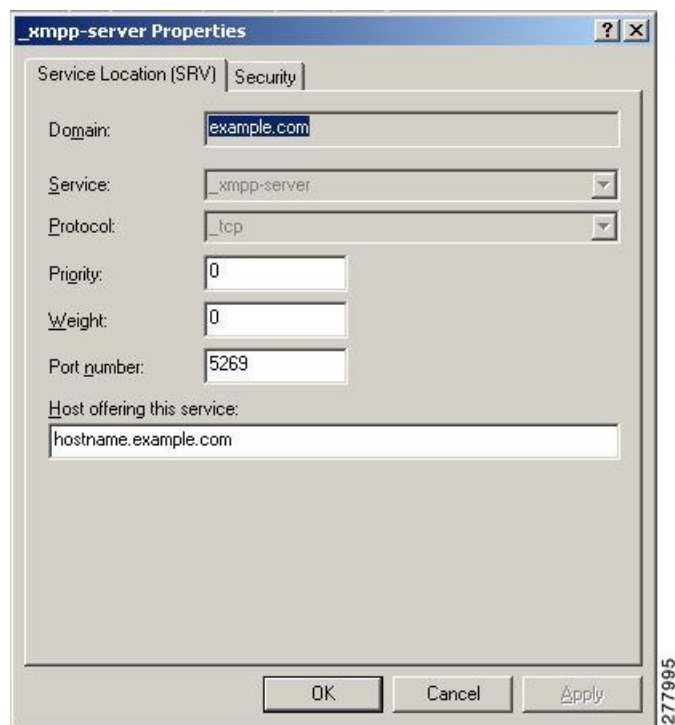 _xmpp-server Properties
Service Location (SRV) Security
Domain: example.com
Service: _xmpp-server
Protocol: _tcp
Priority: 0
Weight: 0
Port number: 5269
Host offering this service:
hostname.example.com
OK Cancel Apply
277995